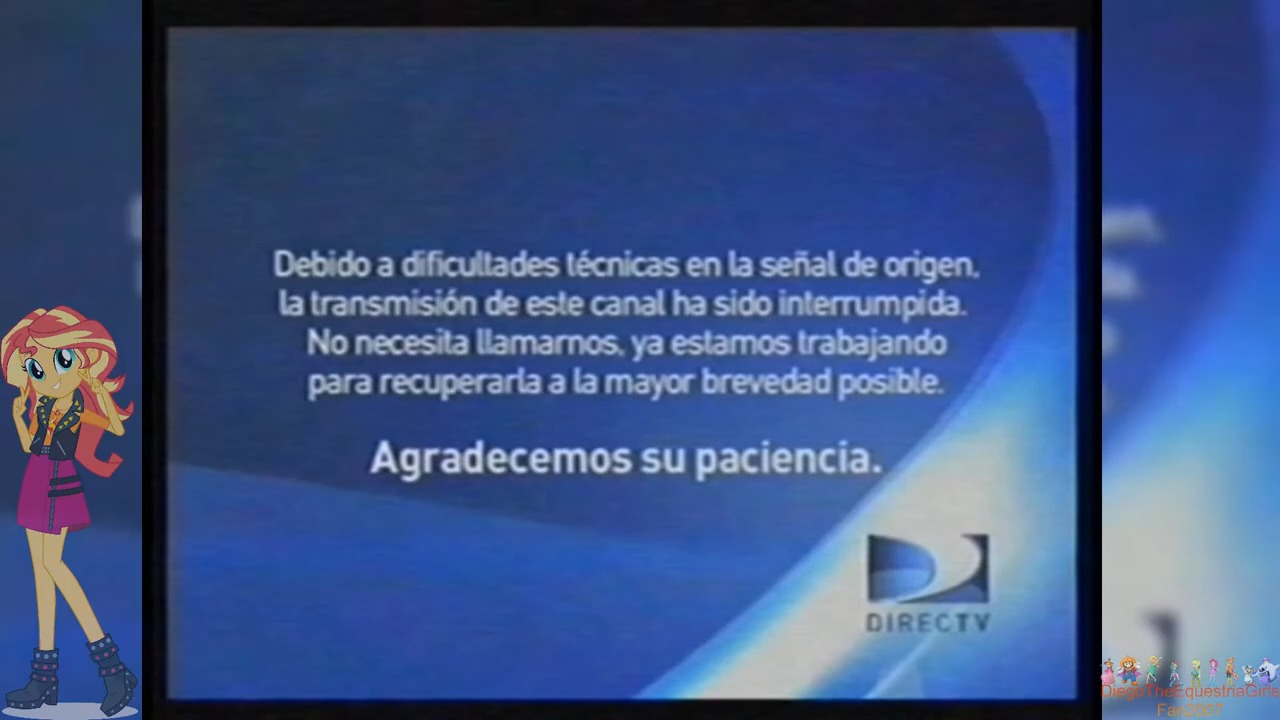 Debido a dificultades técnicas en la señal de origen,
la transmisión de este canal ha sido interrumpida.
No necesita llamarnos, ya estamos trabajando
para recuperarla a la mayor brevedad posible.
Agradecemos su paciencia.
DIRECTV
DiegoTheEquestriaGirls
Fan2007